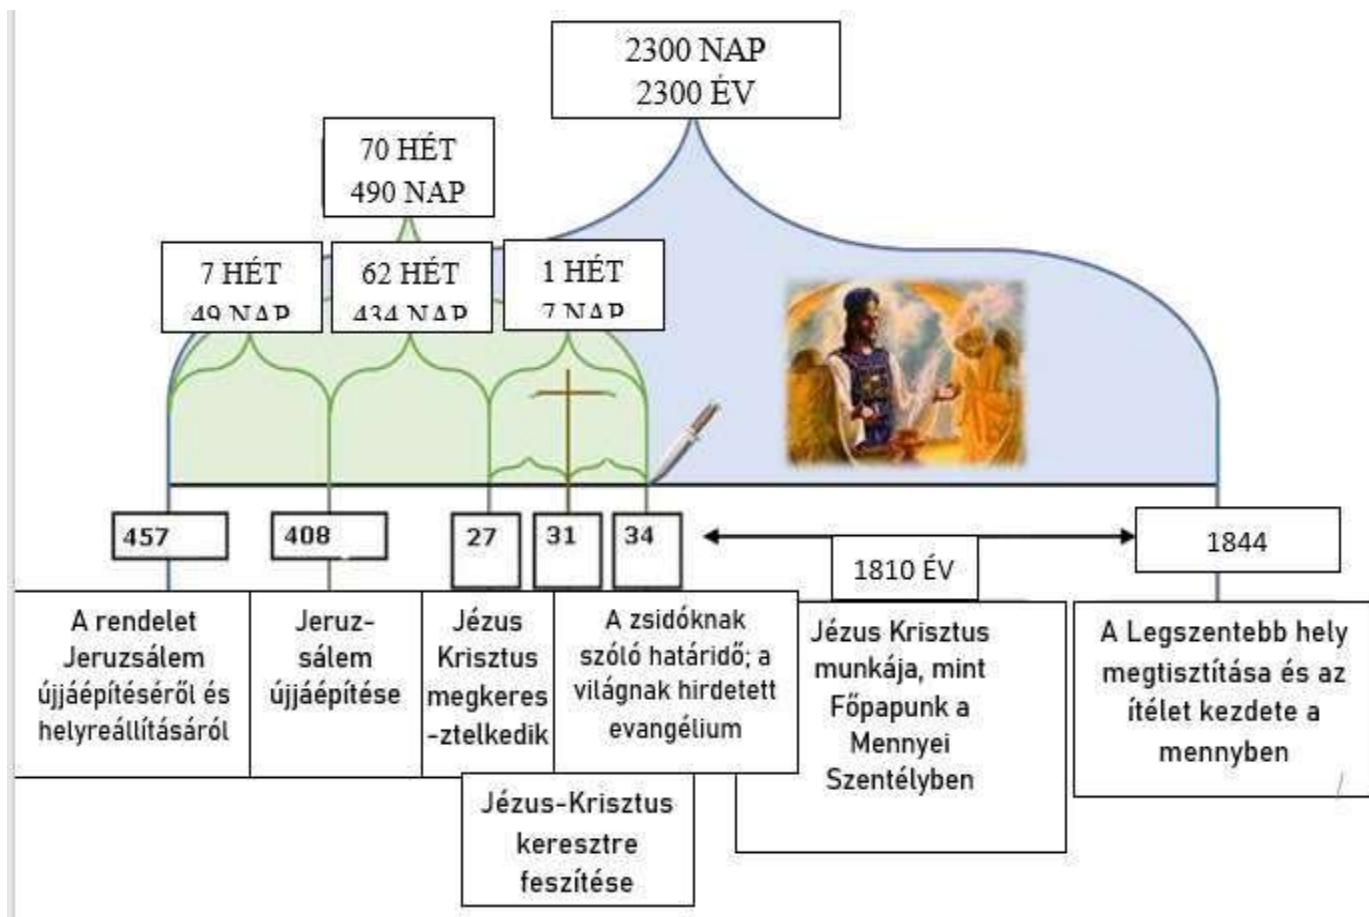 2300 NAP
2300 ÉV
70 HÉT
490 NAP
7 HÉT
49 NAP
62 HÉT
434 NAP
1 HÉT
7 NAP
457
408
27
31
34
1810 ÉV
1844
A rendelet
Jeruzsálem
újjáépítéséről és
helyreállításáról
Jeruz-
sálem
újjáépítése
Jézus
Krisztus
megkeres
-ztelkedik
Jézus-Krisztus
keresztre
feszítése
A zsidóknak
szóló határidő; a
világnak hirdetett
evangélium
Jézus Krisztus
munkája, mint
Főpapunk a
Mennyei
Szentélyben
A Legszentebb hely
megtisztítása és az
ítélet kezdete a
mennyben